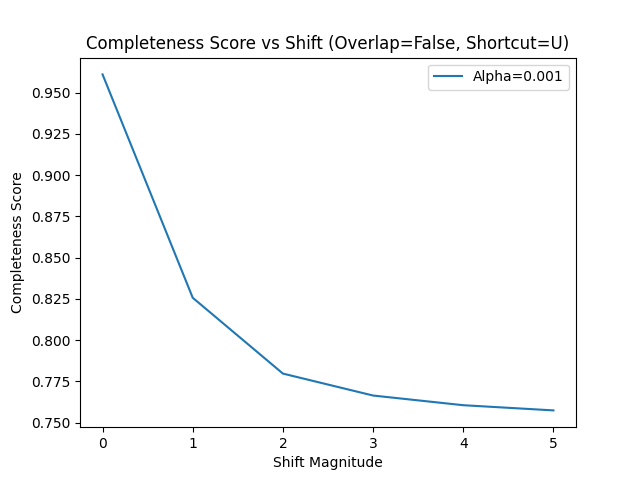 Completeness Score vs Shift (Overlap=False, Shortcut=U)
Alpha=0.001
0.950
0.925
0.900
0.875
0.850
0.825
0.800
0.775
0.750
Completeness Score
0 1 2 3 4 5
Shift Magnitude